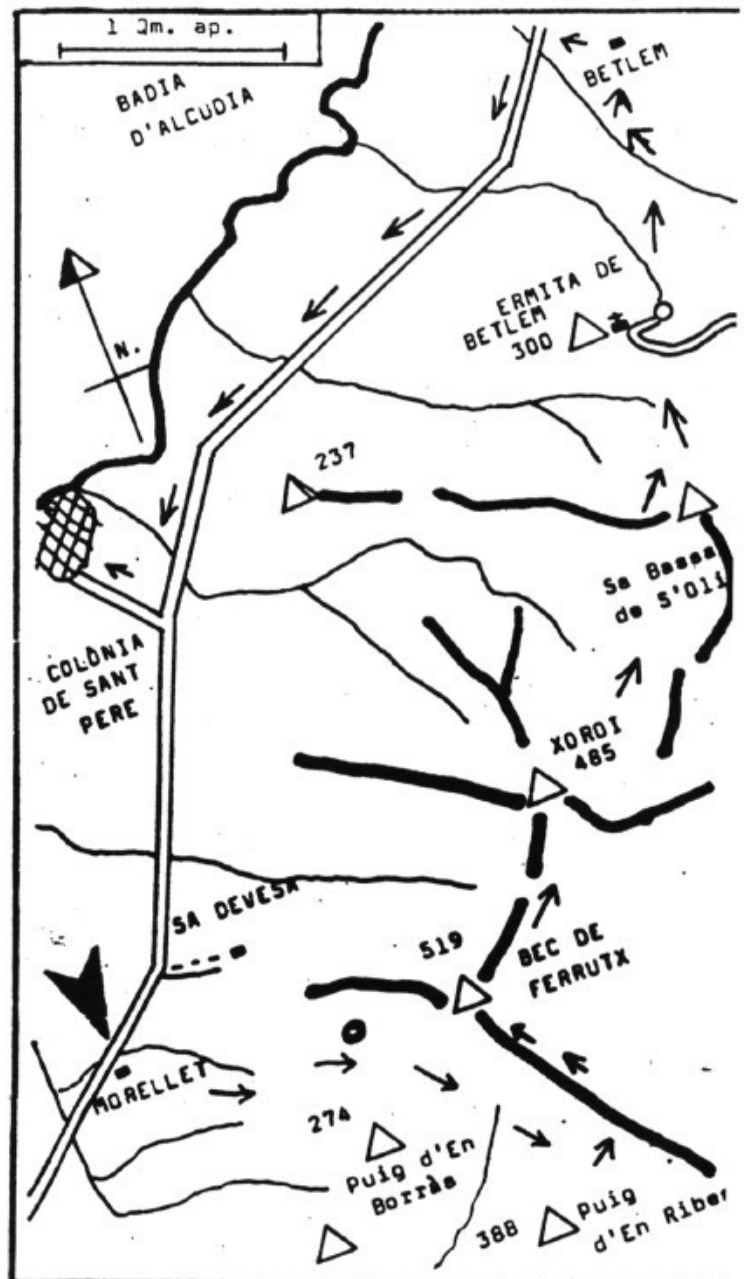 1 Qm. ap.
BADIA
D'ALCUDIA
BETLEM
N.
ERMITA DE
BETLEM
300
237
Sa Bassa
de S'Oli
COLÒNIA
DE SANT
PERE
XOROI
485
SA DEVESA
519
BEC DE
FERRUTX
MORELLET
274
Puig d'En
Borràs
388
Puig
d'En Riber